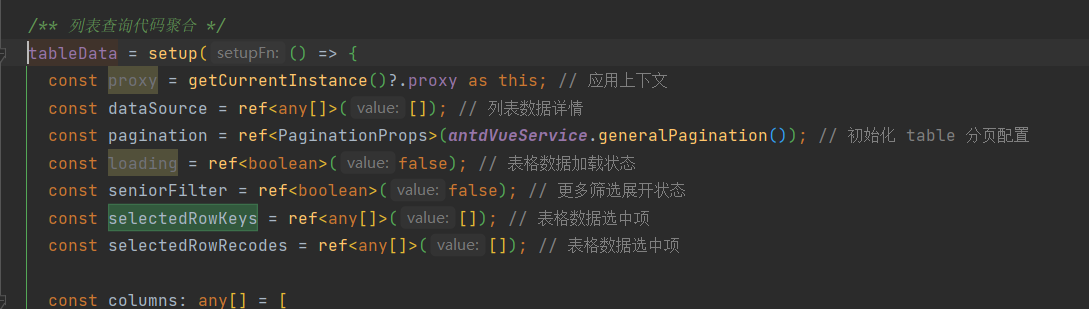 /** 列表查询代码聚合 */
tableData = setup( setupFn: () => {
const proxy = getCurrentInstance()?.proxy as this; // 应用上下文
const dataSource = ref<any[]>( value: []); // 列表数据详情
const pagination = ref<PaginationProps>(antdVueService.generalPagination()); // 初始化 table 分页配置
const loading = ref<boolean>( value: false); // 表格数据加载状态
const seniorFilter = ref<boolean>( value: false); // 更多筛选展开状态
const selectedRowKeys = ref<any[]>( value: []); // 表格数据选中项
const selectedRowRecodes = ref<any[]>( value: []); // 表格数据选中项
const columns: any[] = [